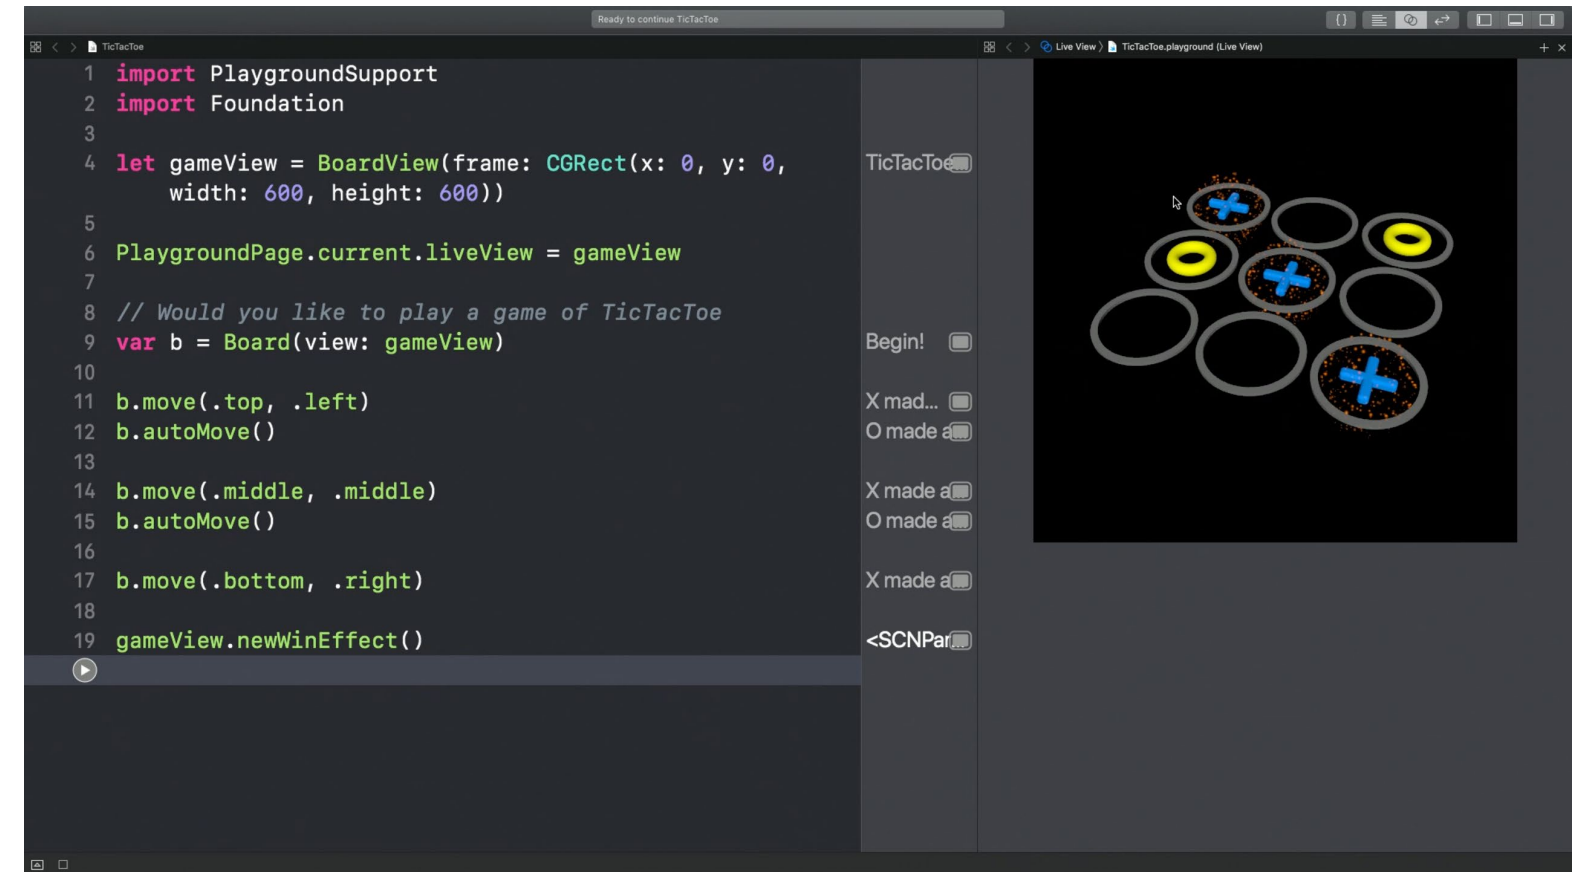 Ready to continue TicTacToe
{}
TicTacToe
Live View
TicTacToe.playground (Live View)
1 import PlaygroundSupport
2 import Foundation
3
4 let gameView = BoardView(frame: CGRect(x: 0, y: 0,
width: 600, height: 600))
TicTacToe
5
6 PlaygroundPage.current.liveView = gameView
7
8 // Would you like to play a game of TicTacToe
9 var b = Board(view: gameView)
Begin!
10
11 b.move(.top, .left)
X mad...
12 b.autoMove()
O made a...
13
14 b.move(.middle, .middle)
X made a...
15 b.autoMove()
O made a...
16
17 b.move(.bottom, .right)
X made a...
18
19 gameView.newWinEffect()
<SCNPar...